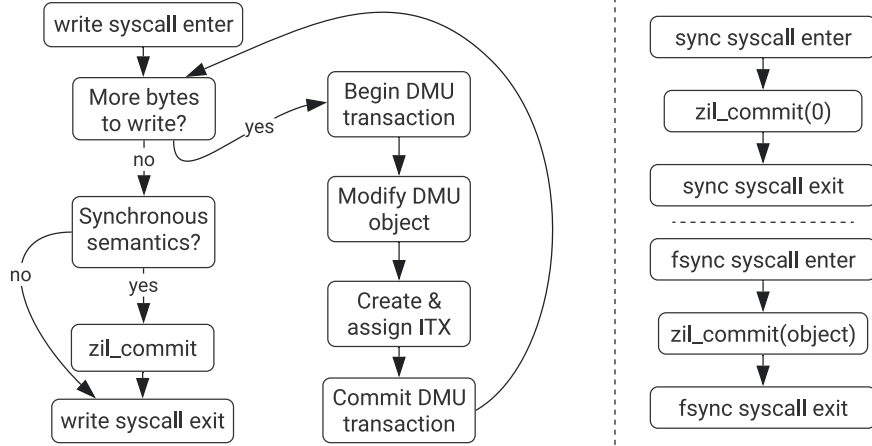 write syscall enter
More bytes
to write?
yes
no
Begin DMU
transaction
Modify DMU
object
Create &
assign ITX
Commit DMU
transaction
Synchronous
semantics?
no
yes
zil_commit
write syscall exit
sync syscall enter
zil_commit(0)
sync syscall exit
fsync syscall enter
zil_commit(object)
fsync syscall exit